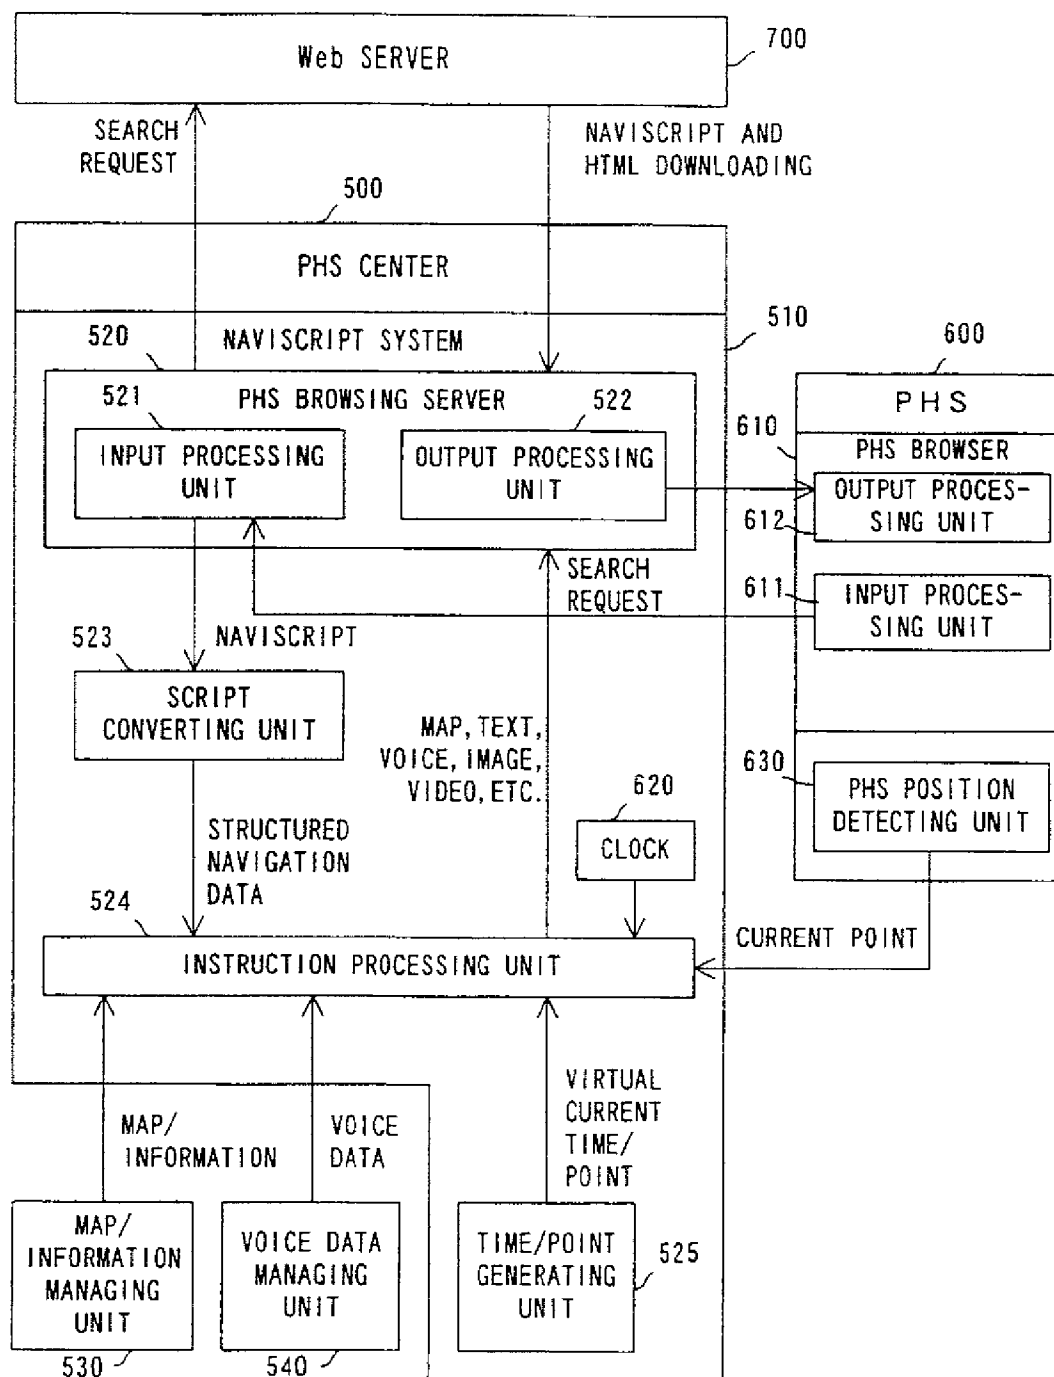 Web SERVER
700
SEARCH
REQUEST
NAVISCRIPT AND
HTML DOWNLOADING
500
PHS CENTER
510
520
NAVISCRIPT SYSTEM
600
PHS
521
PHS BROWSING SERVER
522
610
PHS BROWSER
INPUT PROCESSING
UNIT
OUTPUT PROCESSING
UNIT
OUTPUT PROCES-
SING UNIT
612
SEARCH
REQUEST
611
INPUT PROCES-
SING UNIT
523
NAVISCRIPT
SCRIPT
CONVERTING UNIT
MAP, TEXT,
VOICE, IMAGE,
VIDEO, ETC.
620
CLOCK
630
PHS POSITION
DETECTING UNIT
STRUCTURED
NAVIGATION
DATA
524
CURRENT POINT
INSTRUCTION PROCESSING UNIT
MAP/
INFORMATION
VOICE
DATA
VIRTUAL
CURRENT
TIME/
POINT
MAP/
INFORMATION
MANAGING
UNIT
530
VOICE DATA
MANAGING
UNIT
540
TIME/POINT
GENERATING
UNIT
525